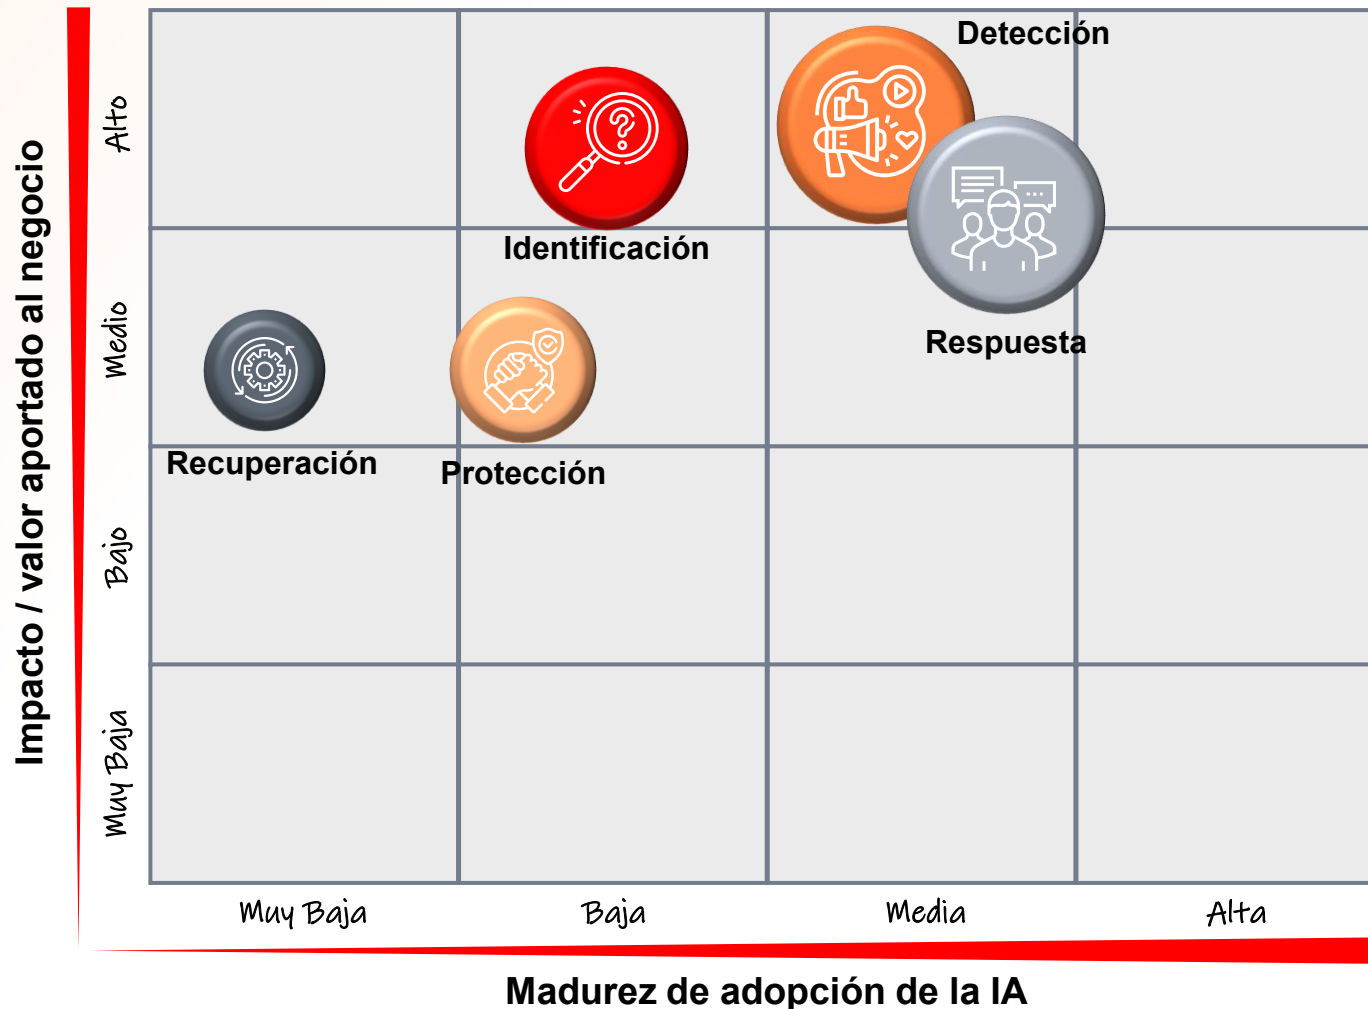 Impacto / valor aportado al negocio
Alto
Medio
Bajo
Muy Baja
Detección
Identificación
Respuesta
Recuperación
Protección
?
Muy Baja
Baja
Media
Alta
Madurez de adopción de la IA